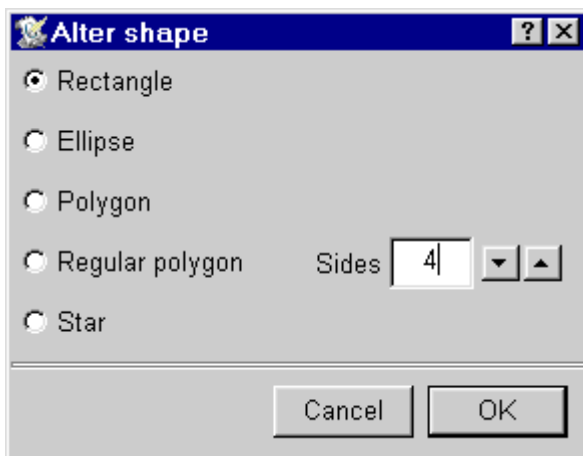 Alter shape
Rectangle
Ellipse
Polygon
Regular polygon Sides 4
Star
Cancel OK